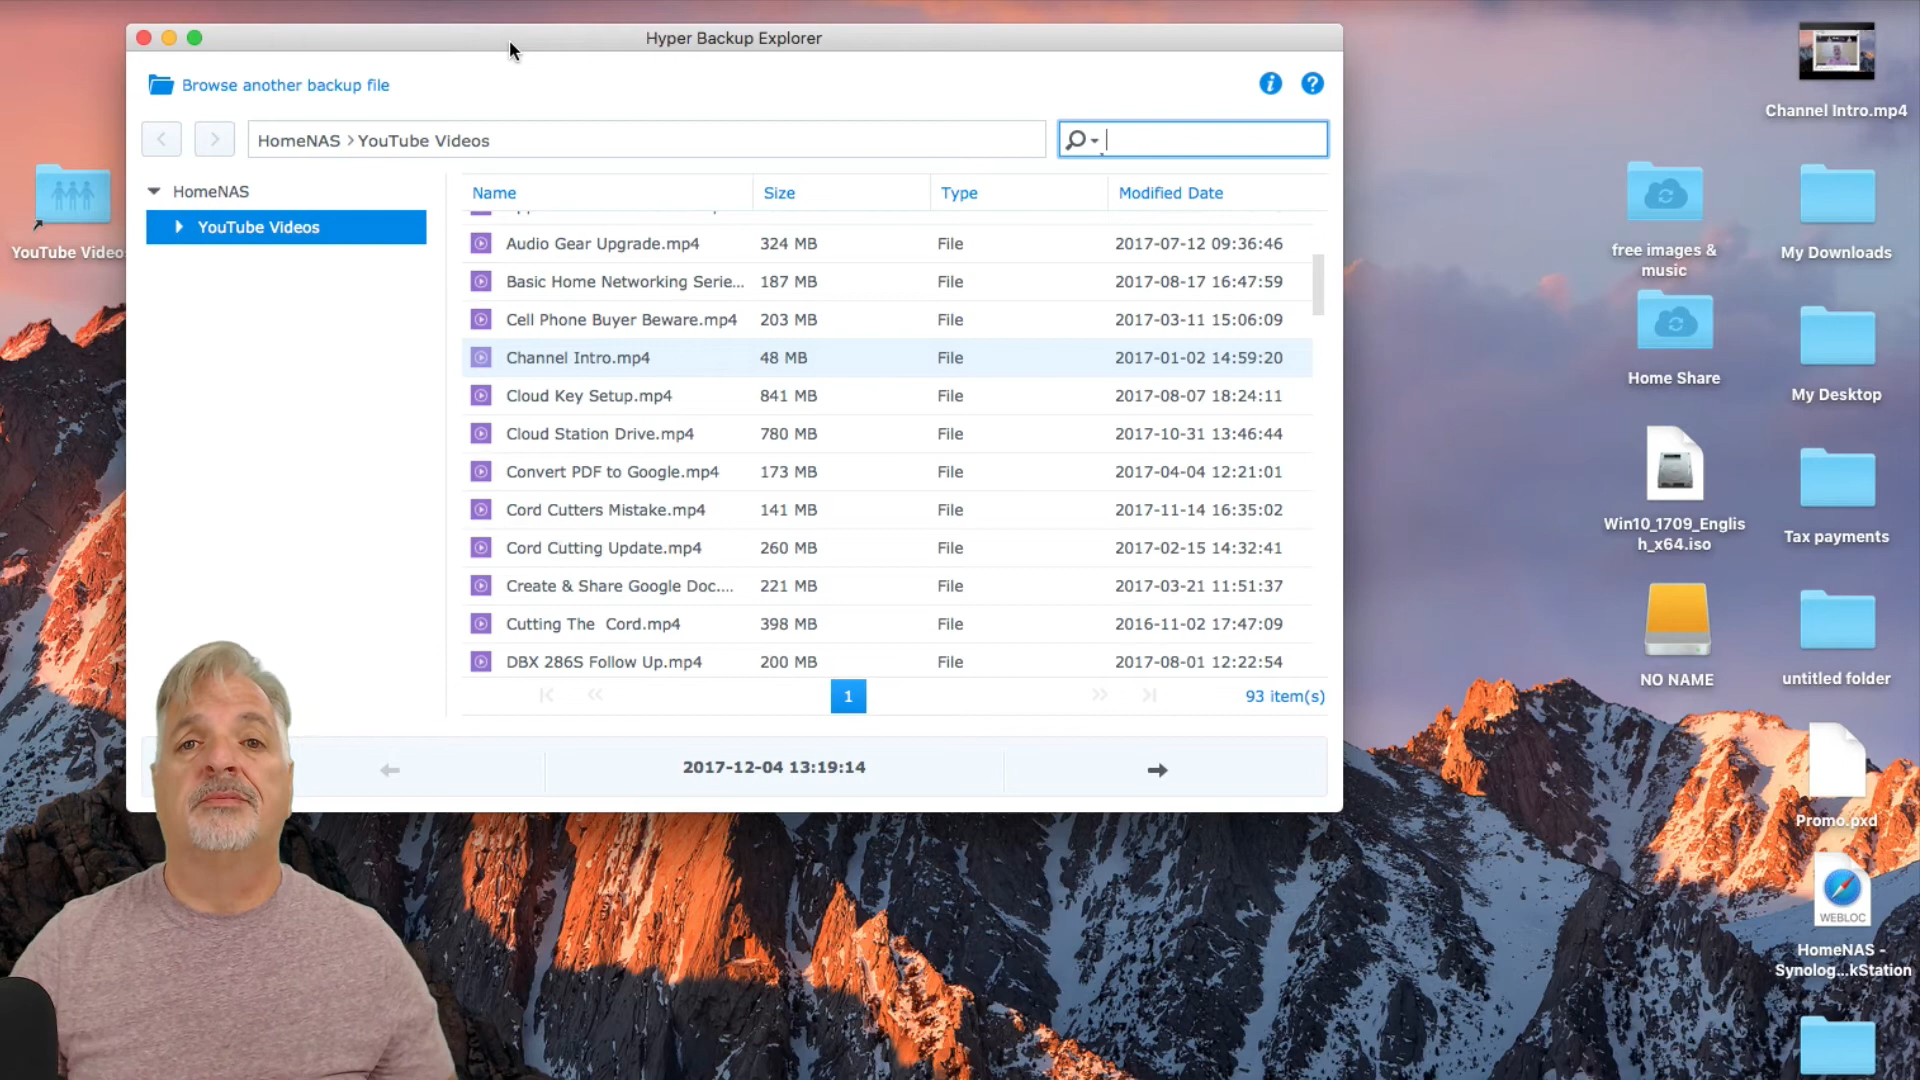 Hyper Backup Explorer
Browse another backup file
HomeNAS > YouTube Videos
HomeNAS
YouTube Videos
Name Size Type Modified Date
Audio Gear Upgrade.mp4 324 MB File 2017-07-12 09:36:46
Basic Home Networking Serie... 187 MB File 2017-08-17 16:47:59
Cell Phone Buyer Beware.mp4 203 MB File 2017-03-11 15:06:09
Channel Intro.mp4 48 MB File 2017-01-02 14:59:20
Cloud Key Setup.mp4 841 MB File 2017-08-07 18:24:11
Cloud Station Drive.mp4 780 MB File 2017-10-31 13:46:44
Convert PDF to Google.mp4 173 MB File 2017-04-04 12:21:01
Cord Cutters Mistake.mp4 141 MB File 2017-11-14 16:35:02
Cord Cutting Update.mp4 260 MB File 2017-02-15 14:32:41
Create & Share Google Doc.... 221 MB File 2017-03-21 11:51:37
Cutting The  Cord.mp4 398 MB File 2016-11-02 17:47:09
DBX 286S Follow Up.mp4 200 MB File 2017-08-01 12:22:54
1
93 item(s)
2017-12-04 13:19:14
YouTube Video
Channel Intro.mp4
free images &
music
My Downloads
Home Share
My Desktop
Win10_1709_Englis
h_x64.iso
Tax payments
NO NAME
untitled folder
Promo.pxd
WEBLOC
HomeNAS -
Synolog...kStation